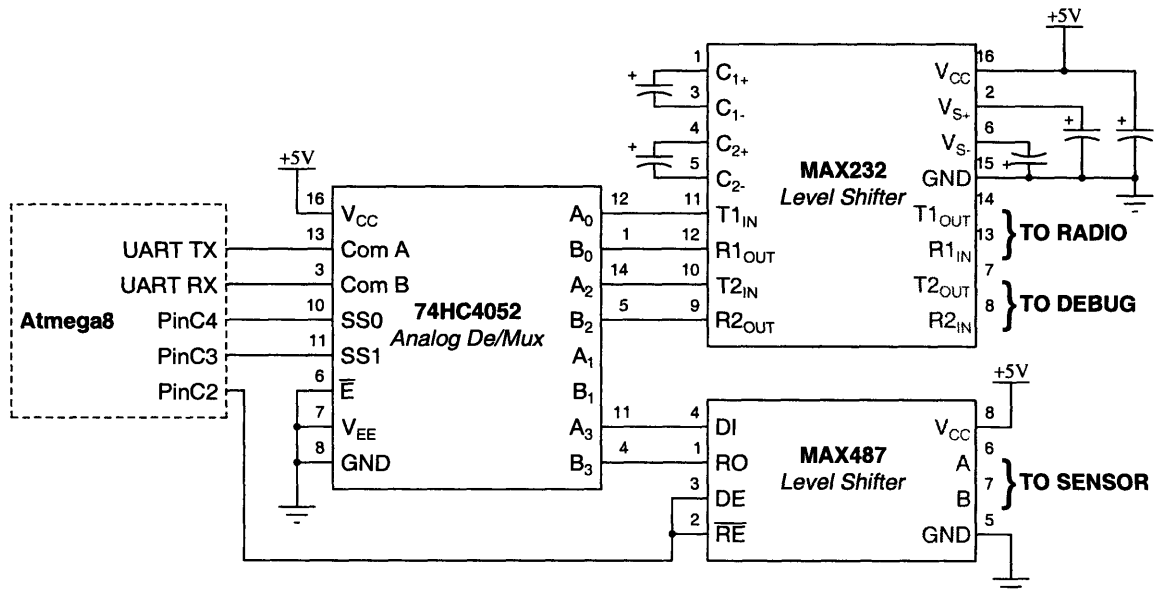 +5V
1 C1+ VCC 16
3 C1- VS+ 2
4 C2+ VS- 6
5 C2- GND 15
MAX232
Level Shifter
11 T1IN T1OUT 14
12 R1OUT R1IN 13
TO RADIO
10 T2IN T2OUT 7
9 R2OUT R2IN 8
TO DEBUG
+ + + + +
+5V
16 VCC A0 12
UART TX 13 Com A B0 1
UART RX 3 Com B A2 14
Atmega8 PinC4 10 SS0 B2 5
74HC4052
Analog De/Mux
PinC3 11 SS1 A1
PinC2 6 E B1
7 VEE A3 11
8 GND B3 4
+5V
4 DI VCC 8
1 RO A 6
MAX487
Level Shifter
3 DE B 7
TO SENSOR
2 RE GND 5